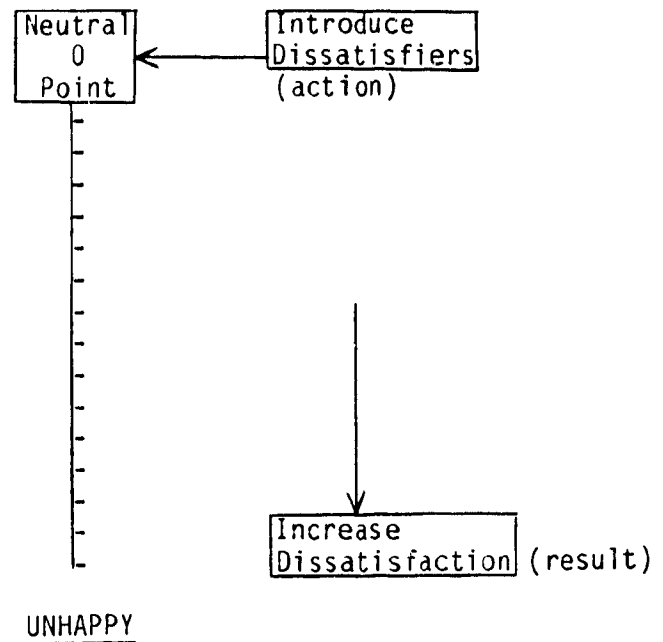 Neutral
0
Point
Introduce
Dissatisfiers
(action)
Increase
Dissatisfaction (result)
UNHAPPY